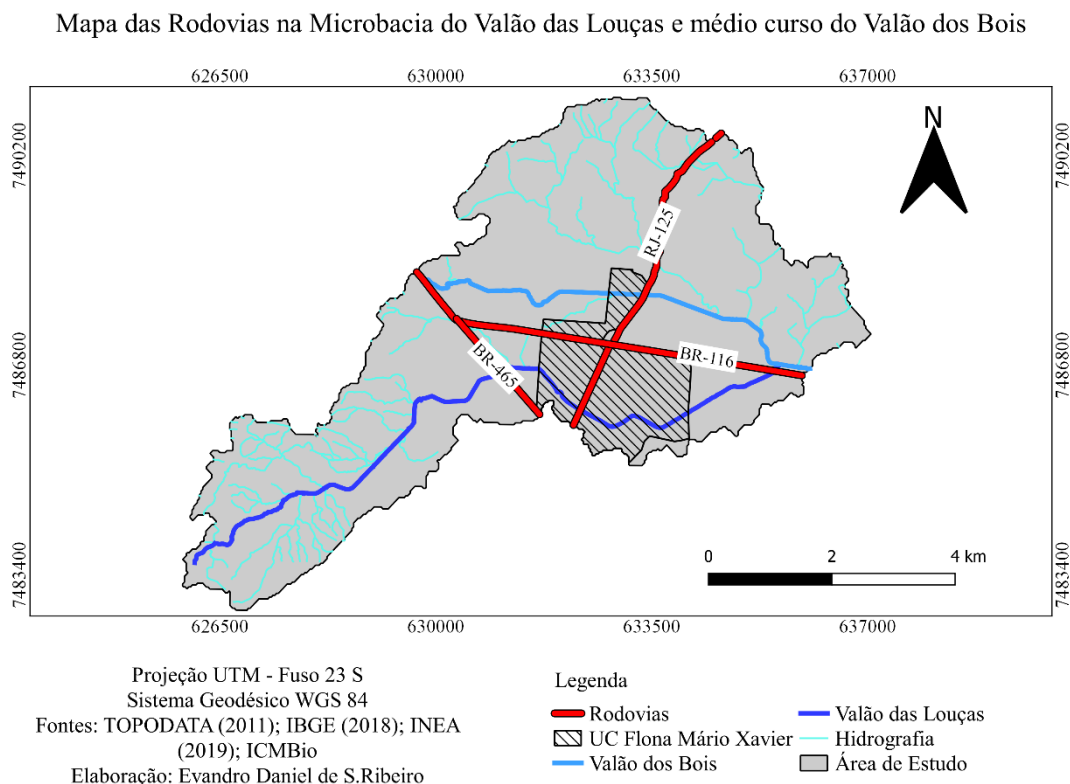 Mapa das Rodovias na Microbacia do Valão das Louças e médio curso do Valão dos Bois
626500 630000 633500 637000
N
7490200 7490200
RJ-125
BR-116
BR-465
7486800 7486800
0 2 4 km
7483400 7483400
626500 630000 633500 637000
Projeção UTM - Fuso 23 S
Sistema Geodésico WGS 84
Fontes: TOPODATA (2011); IBGE (2018); INEA
(2019); ICMBio
Elaboração: Evandro Daniel de S.Ribeiro
Legenda
Rodovias
UC Flona Mário Xavier
Valão dos Bois
Valão das Louças
Hidrografia
Área de Estudo